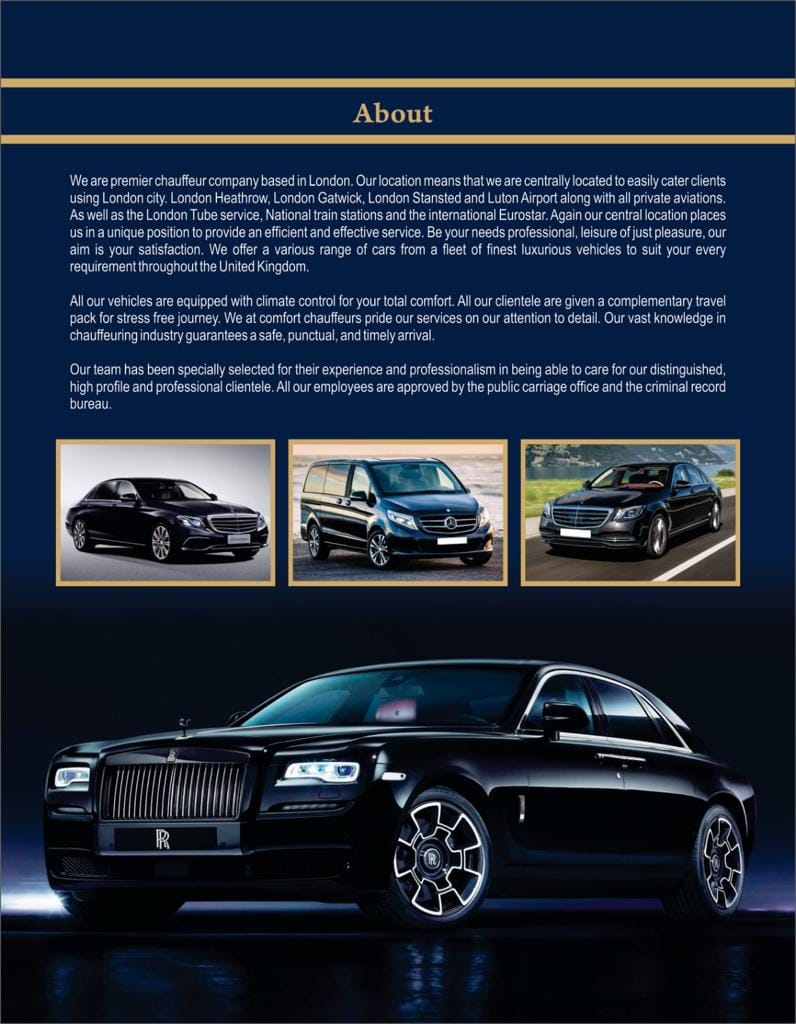 About
We are premier chauffeur company based in London. Our location means that we are centrally located to easily cater clients
using London city. London Heathrow, London Gatwick, London Stansted and Luton Airport along with all private aviations.
As well as the London Tube service, National train stations and the international Eurostar. Again our central location places
us in a unique position to provide an efficient and effective service. Be your needs professional, leisure of just pleasure, our
aim is your satisfaction. We offer a various range of cars from a fleet of finest luxurious vehicles to suit your every
requirement throughout the United Kingdom.
All our vehicles are equipped with climate control for your total comfort. All our clientele are given a complementary travel
pack for stress free journey. We at comfort chauffeurs pride our services on our attention to detail. Our vast knowledge in
chauffeuring industry guarantees a safe, punctual, and timely arrival.
Our team has been specially selected for their experience and professionalism in being able to care for our distinguished,
high profile and professional clientele. All our employees are approved by the public carriage office and the criminal record
bureau.
RR
RR